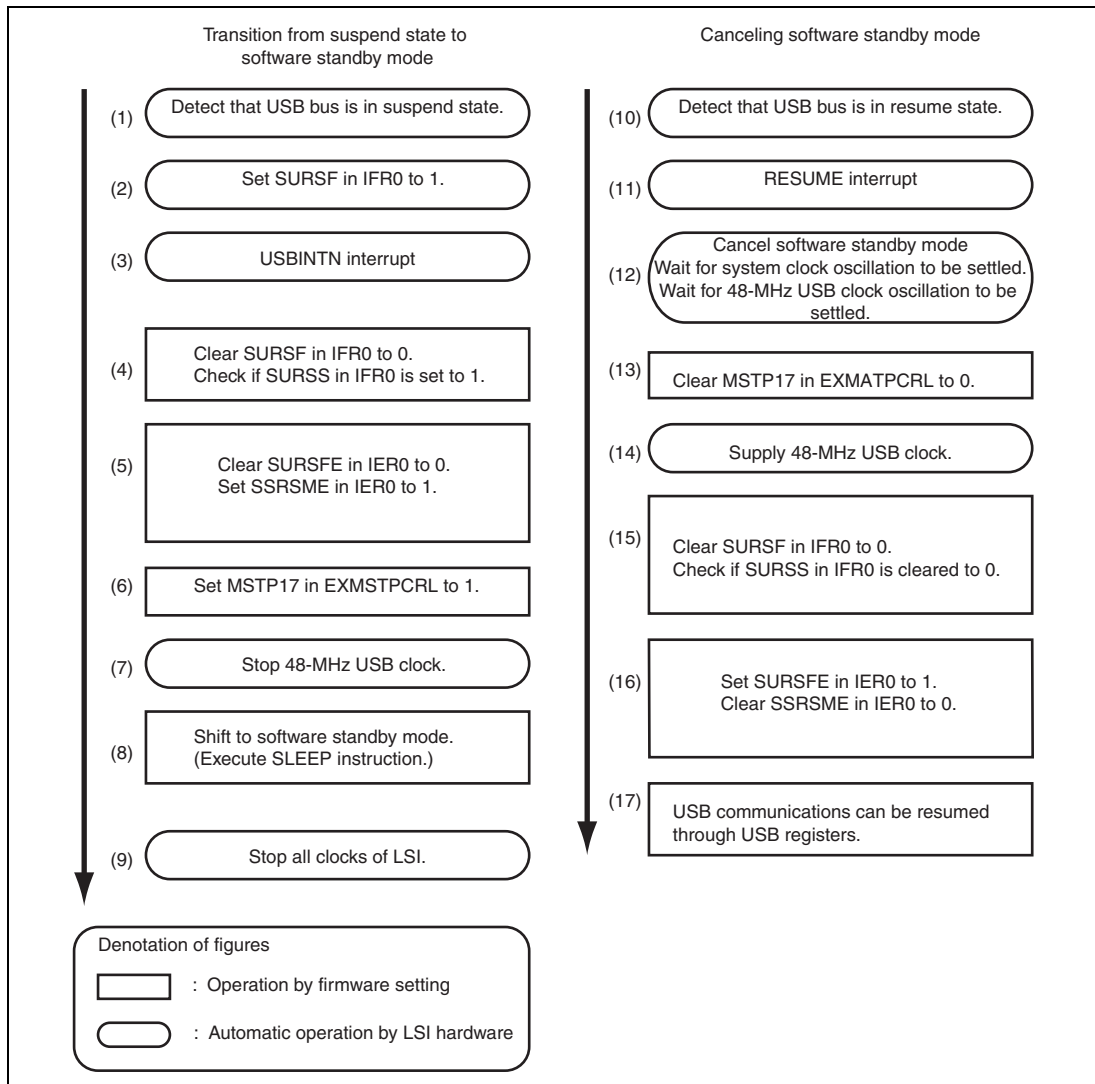 Transition from suspend state to
software standby mode
(1) Detect that USB bus is in suspend state.
(2) Set SURSF in IFR0 to 1.
(3) USBINTN interrupt
(4) Clear SURSF in IFR0 to 0.
Check if SURSS in IFR0 is set to 1.
(5) Clear SURSFE in IER0 to 0.
Set SSRSME in IER0 to 1.
(6) Set MSTP17 in EXMSTPCRL to 1.
(7) Stop 48-MHz USB clock.
(8) Shift to software standby mode.
(Execute SLEEP instruction.)
(9) Stop all clocks of LSI.
Canceling software standby mode
(10) Detect that USB bus is in resume state.
(11) RESUME interrupt
(12) Cancel software standby mode
Wait for system clock oscillation to be settled.
Wait for 48-MHz USB clock oscillation to be
settled.
(13) Clear MSTP17 in EXMATPCRL to 0.
(14) Supply 48-MHz USB clock.
(15) Clear SURSF in IFR0 to 0.
Check if SURSS in IFR0 is cleared to 0.
(16) Set SURSFE in IER0 to 1.
Clear SSRSME in IER0 to 0.
(17) USB communications can be resumed
through USB registers.
Denotation of figures
: Operation by firmware setting
: Automatic operation by LSI hardware